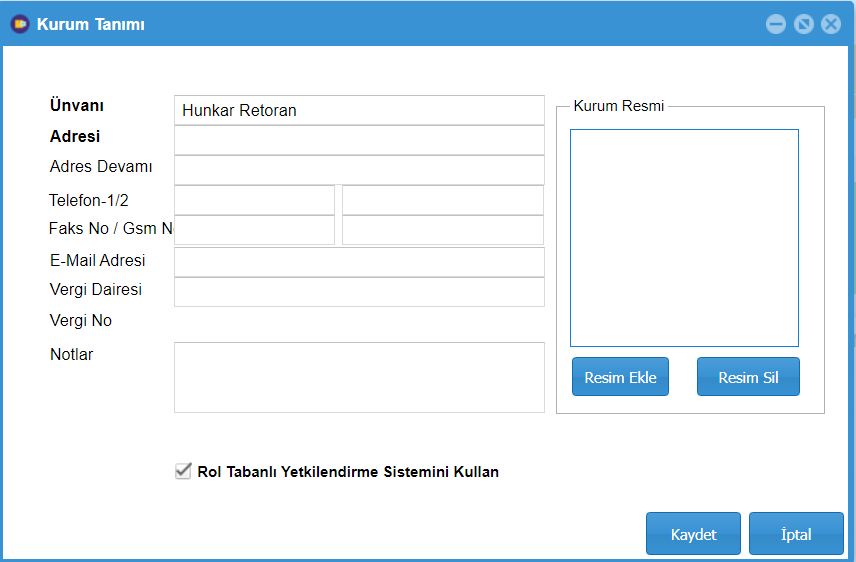 Kurum Tanımı
Ünvanı
Hunkar Retoran
Kurum Resmi
Adresi
Adres Devamı
Telefon-1/2
Faks No / Gsm N
E-Mail Adresi
Vergi Dairesi
Vergi No
Notlar
Resim Ekle
Resim Sil
Rol Tabanlı Yetkilendirme Sistemini Kullan
Kaydet
İptal